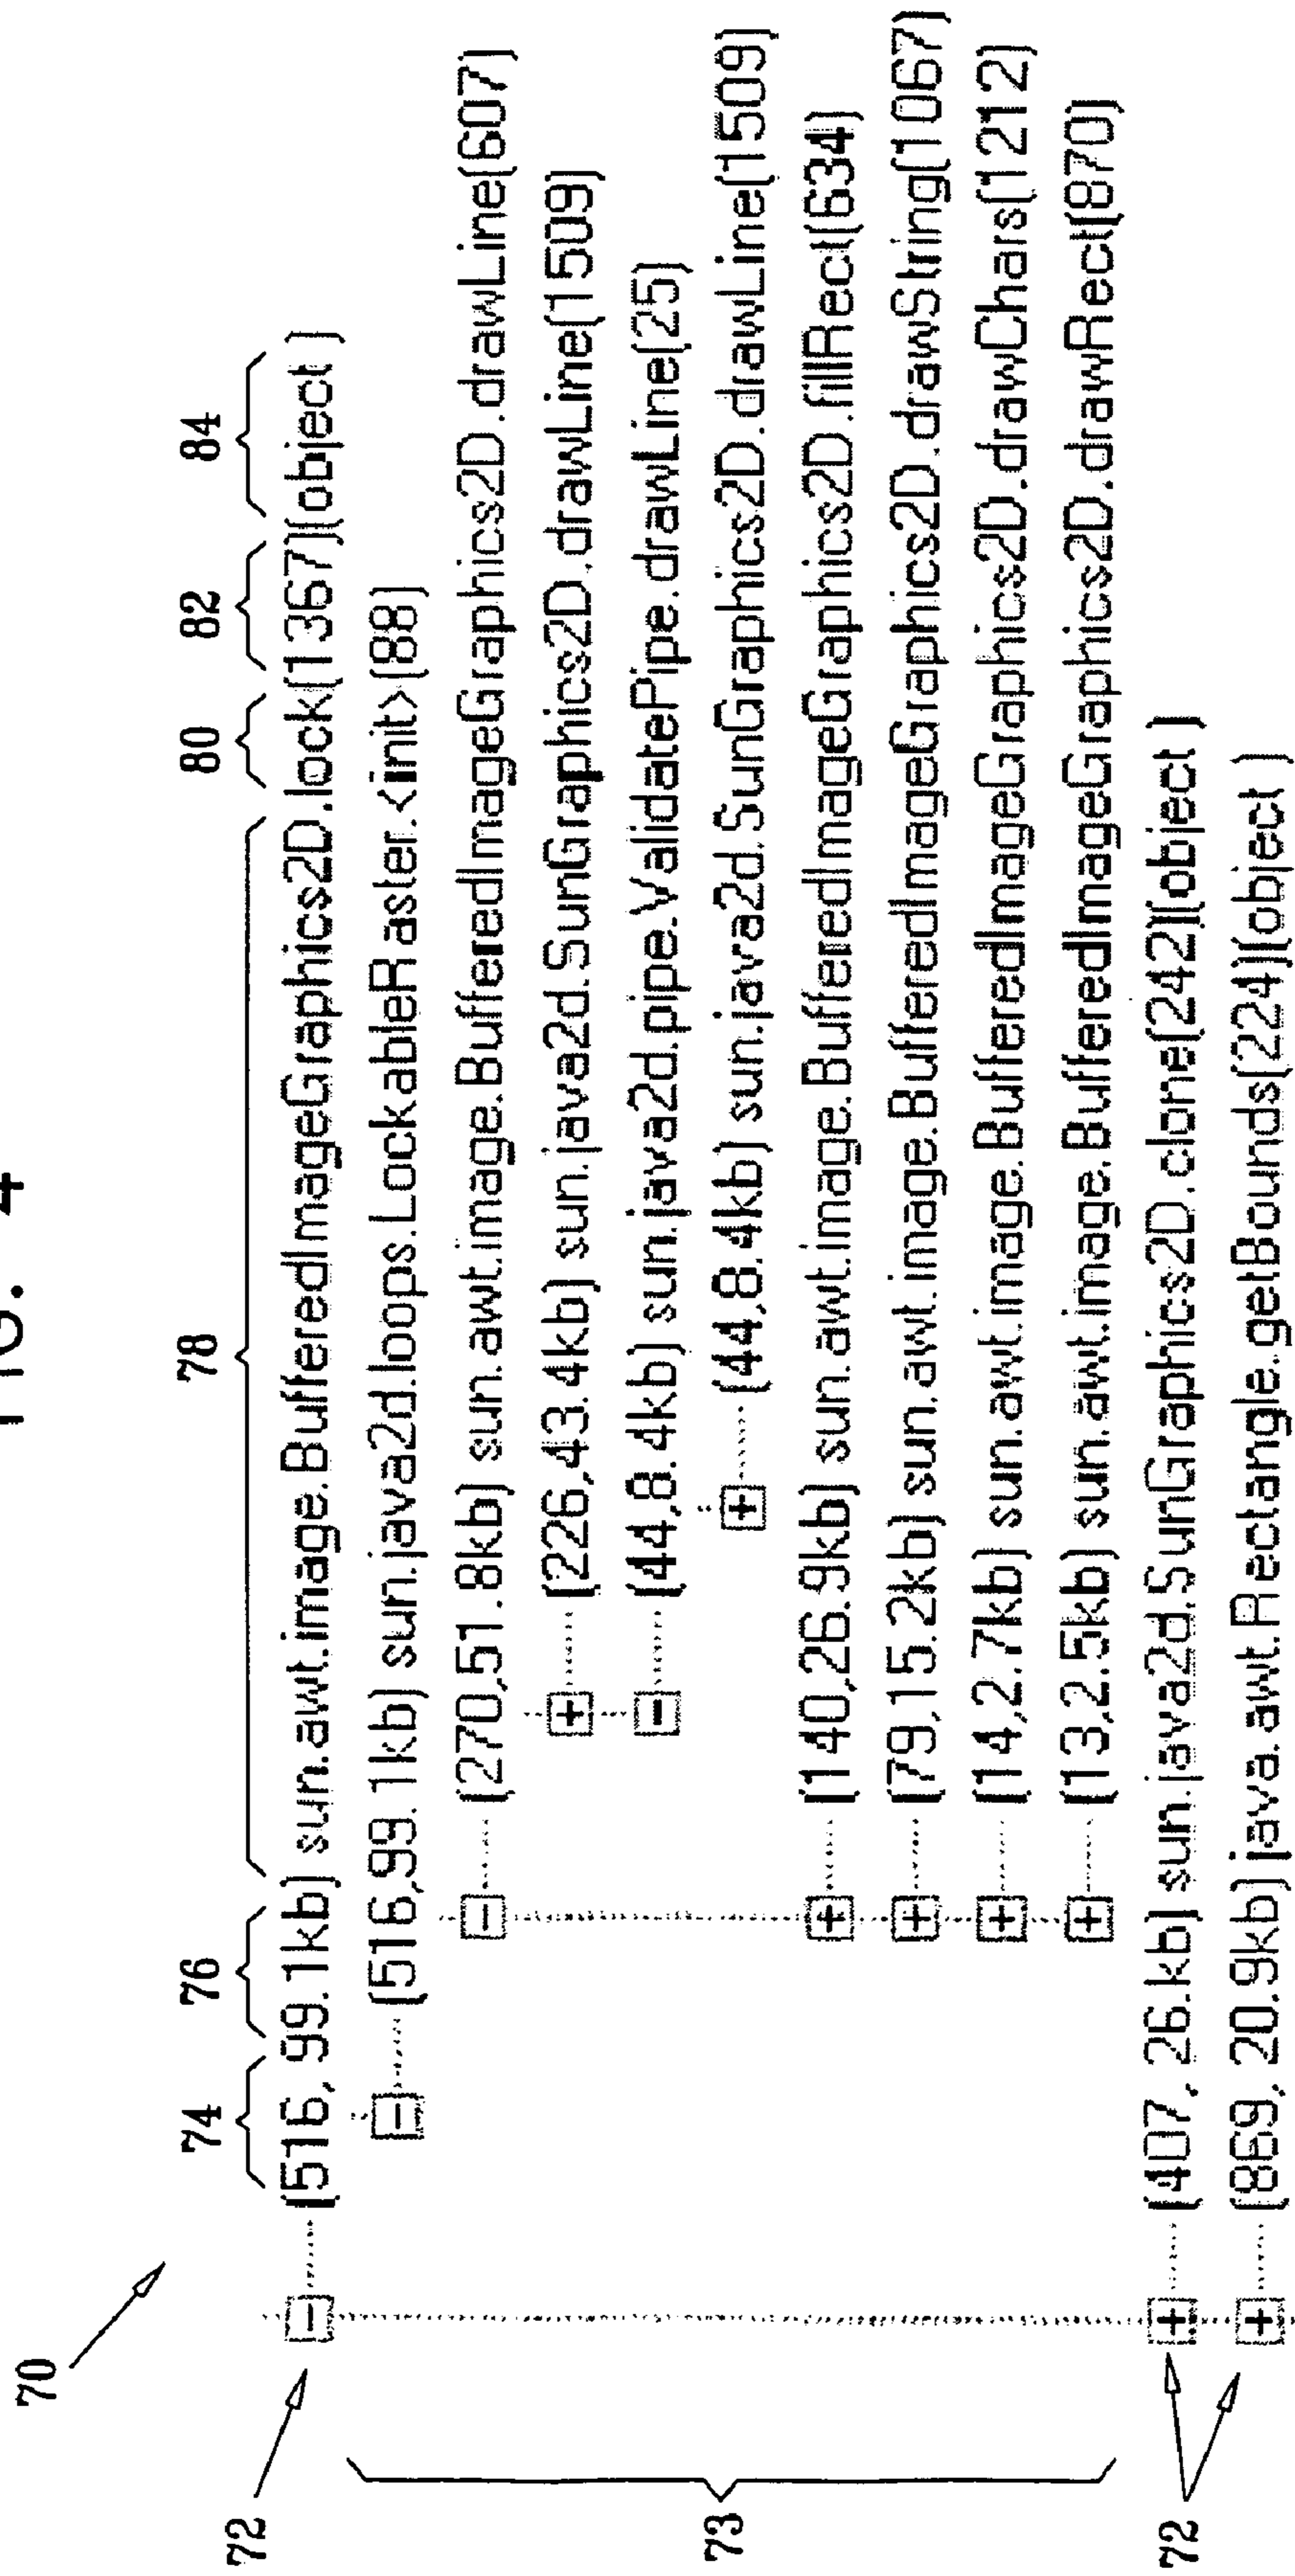 FIG. 4
70
74 76 78 80 82 84
72
(516, 99.1kb) sun.awt.image.BufferedImageGraphics2D.lock(1367)(object )
(516,99.1kb) sun.java2d.loops.LockableRaster.<init>(88)
(270,51.8kb) sun.awt.image.BufferedImageGraphics2D.drawLine(607)
(226,43.4kb) sun.java2d.SunGraphics2D.drawLine(1509)
(44,8.4kb) sun.java2d.pipe.ValidatePipe.drawLine(25)
(44,8.4kb) sun.java2d.SunGraphics2D.drawLine(1509)
73
(140,26.9kb) sun.awt.image.BufferedImageGraphics2D.fillRect(634)
(79,15.2kb) sun.awt.image.BufferedImageGraphics2D.drawString(1067)
(14,2.7kb) sun.awt.image.BufferedImageGraphics2D.drawChars(1212)
(13,2.5kb) sun.awt.image.BufferedImageGraphics2D.drawRect(870)
72
(407, 26.kb) sun.java2d.SunGraphics2D.clone(242)(object )
(869, 20.9kb) java.awt.Rectangle.getBounds(224)(object )